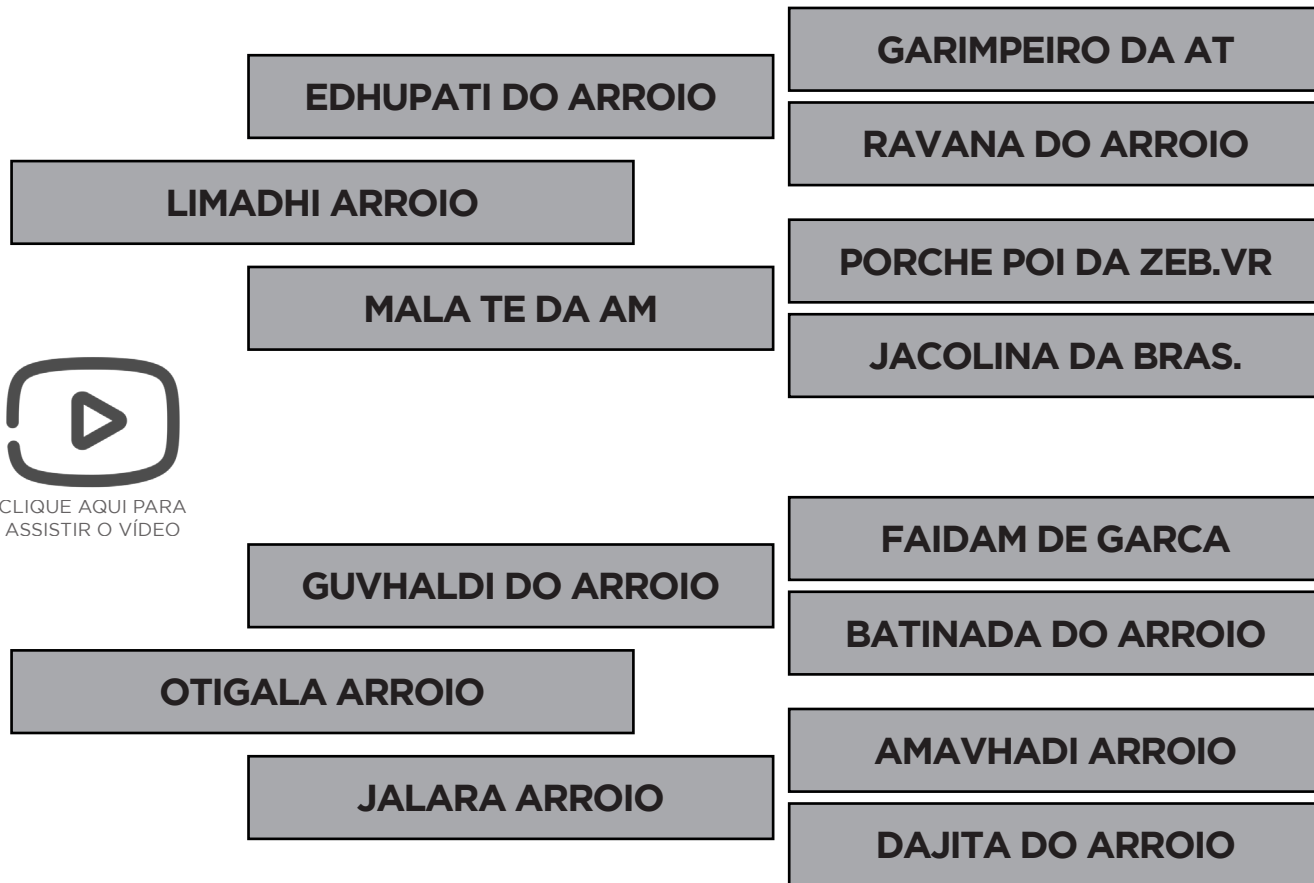 GARIMPEIRO DA AT
EDHUPATI DO ARROIO
RAVANA DO ARROIO
LIMADHI ARROIO
PORCHE POI DA ZEB.VR
MALA TE DA AM
JACOLINA DA BRAS.
CLIQUE AQUI PARA
ASSISTIR O VÍDEO
FAIDAM DE GARCA
GUVHALDI DO ARROIO
BATINADA DO ARROIO
OTIGALA ARROIO
AMAVHADI ARROIO
JALARA ARROIO
DAJITA DO ARROIO